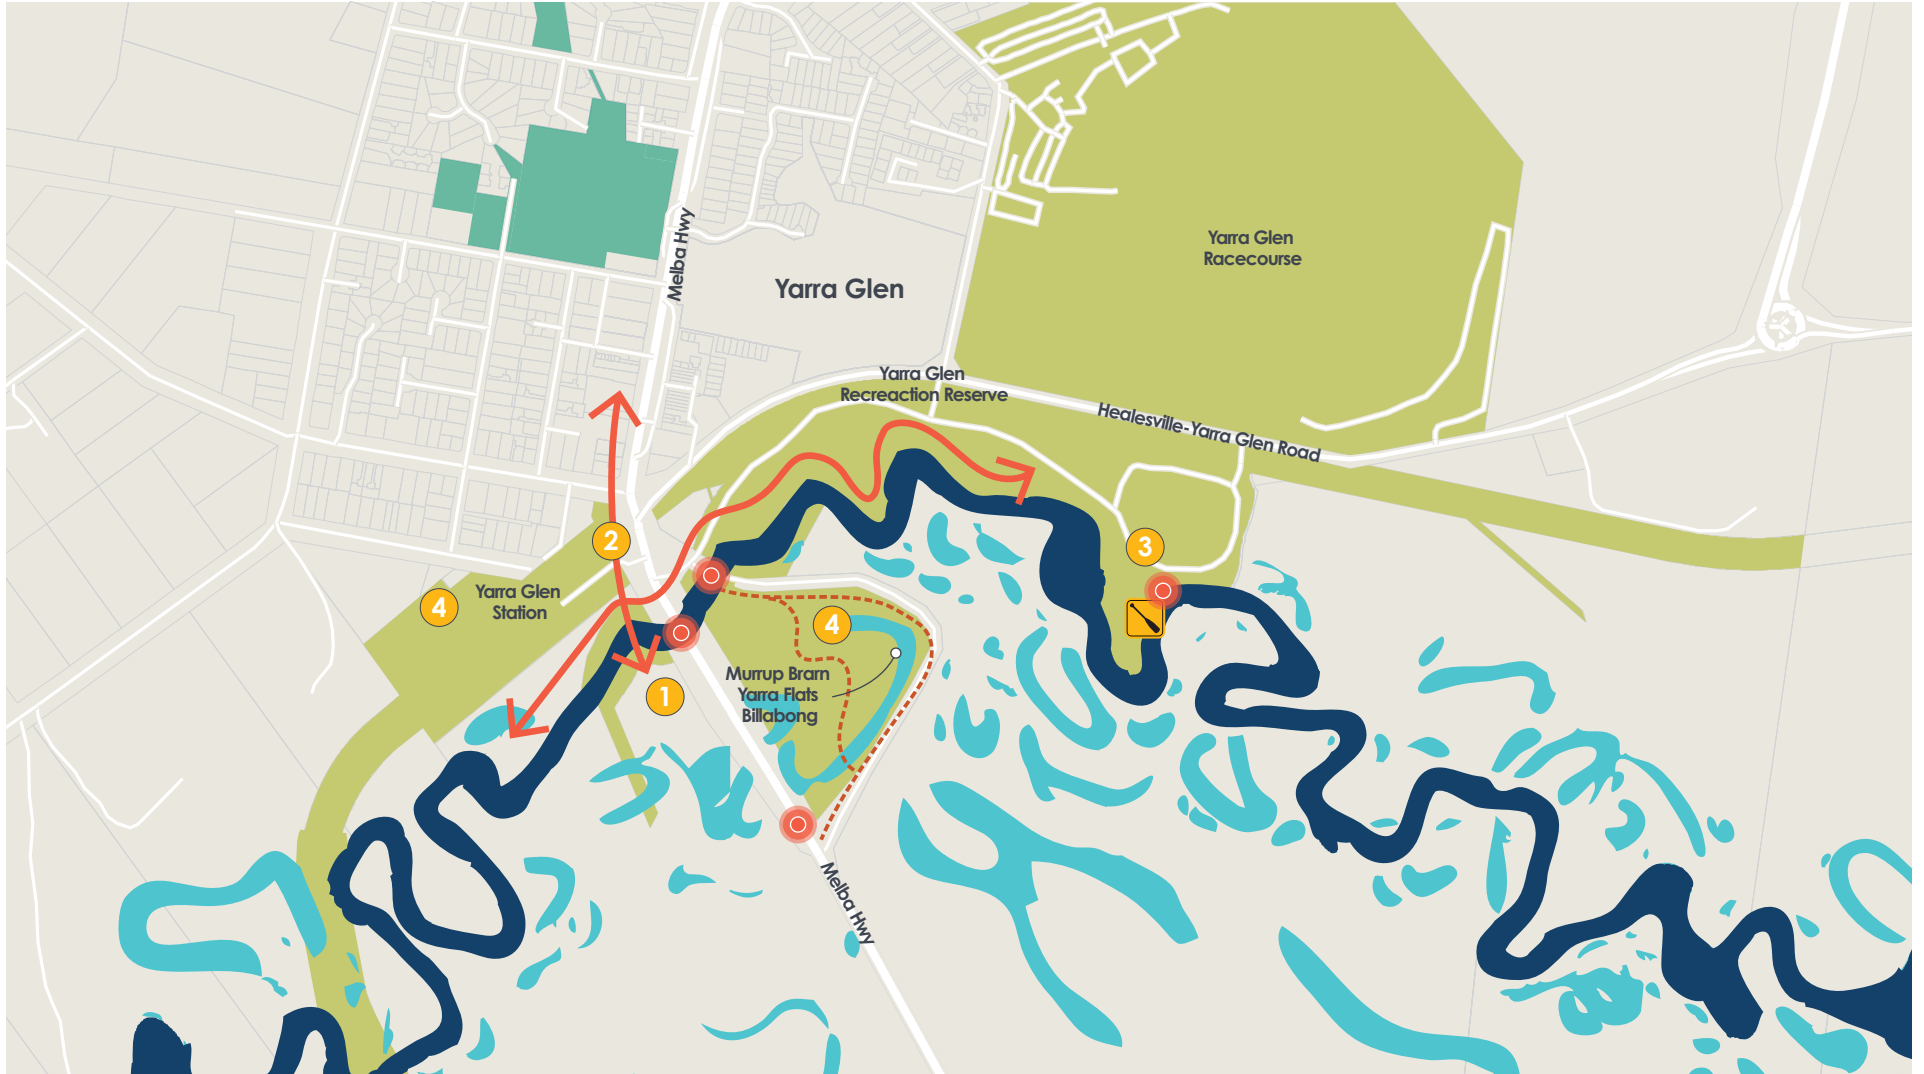 Melba Hwy
Yarra Glen
Racecourse
Yarra Glen
Yarra Glen
Recreaction Reserve
Healesville-Yarra Glen Road
2
3
4
Yarra Glen
Station
4
1
Murrup Brarn
Yarra Flats
Billabong
Melba Hwy